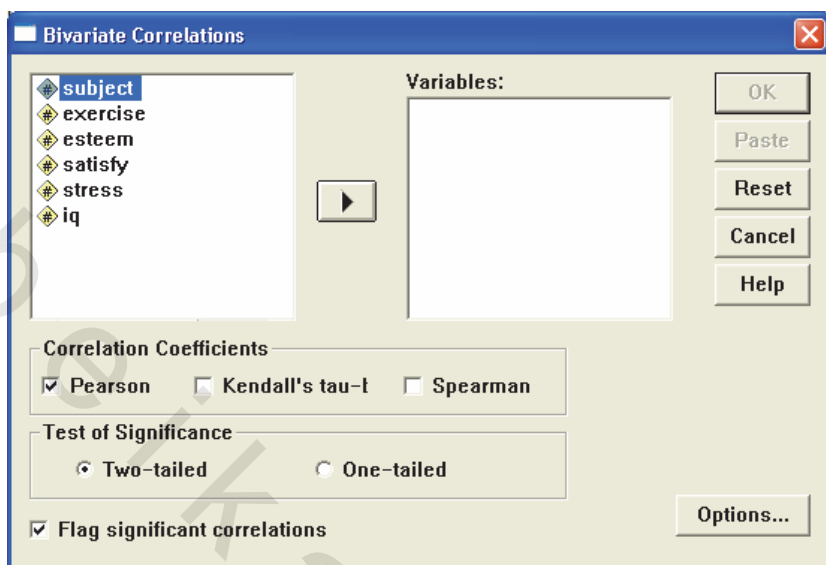 Bivariate Correlations
subject
exercise
esteem
satisfy
stress
iq
Variables:
OK
Paste
Reset
Cancel
Help
Correlation Coefficients
Pearson Kendall's tau-b Spearman
Test of Significance
Two-tailed One-tailed
Flag significant correlations
Options...